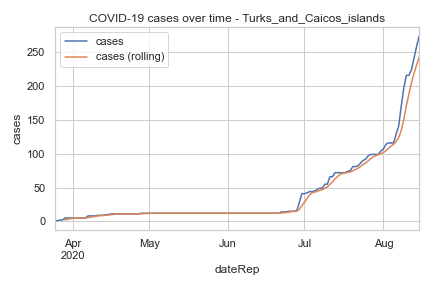 COVID-19 cases over time - Turks_and_Caicos_islands
cases
cases (rolling)
250
200
150
100
50
0
cases
Apr
2020
May
Jun
Jul
Aug
dateRep